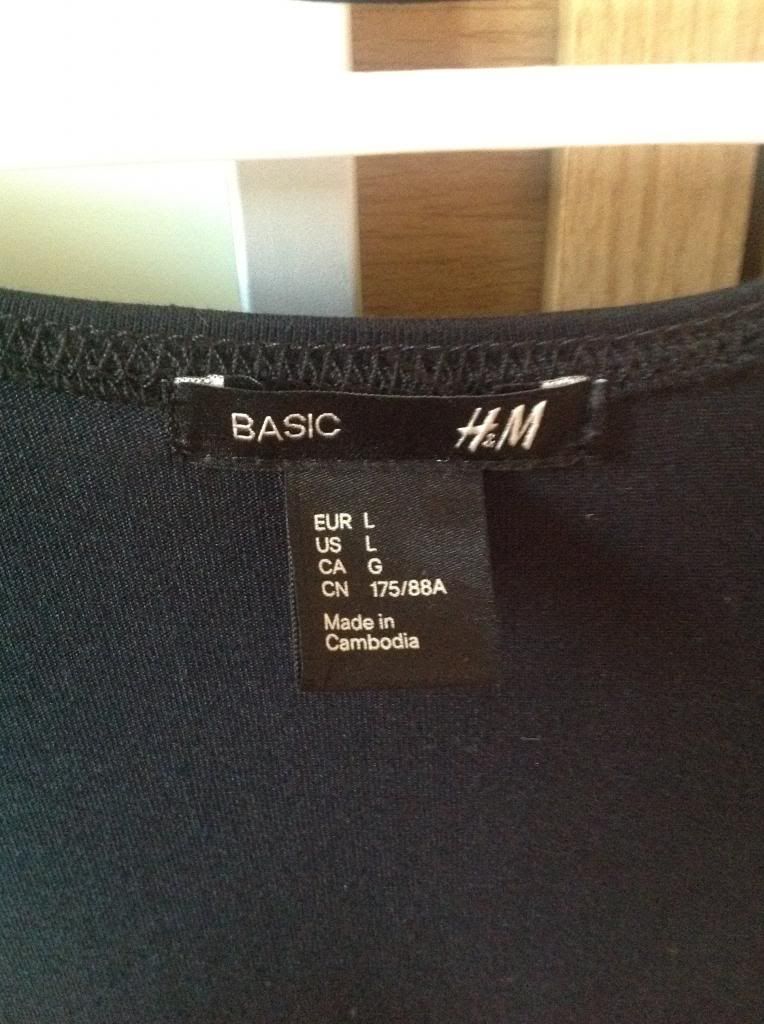 BASIC H&M
EUR L
US L
CA G
CN 175/88A
Made in
Cambodia